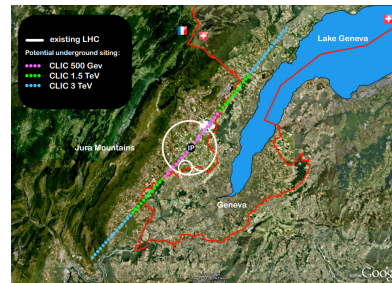 existing LHC
Potential underground siting:
CLIC 500 Gev
CLIC 1.5 TeV
CLIC 3 TeV
Lake Geneva
Jura Mountains
IP
Geneva
Goog